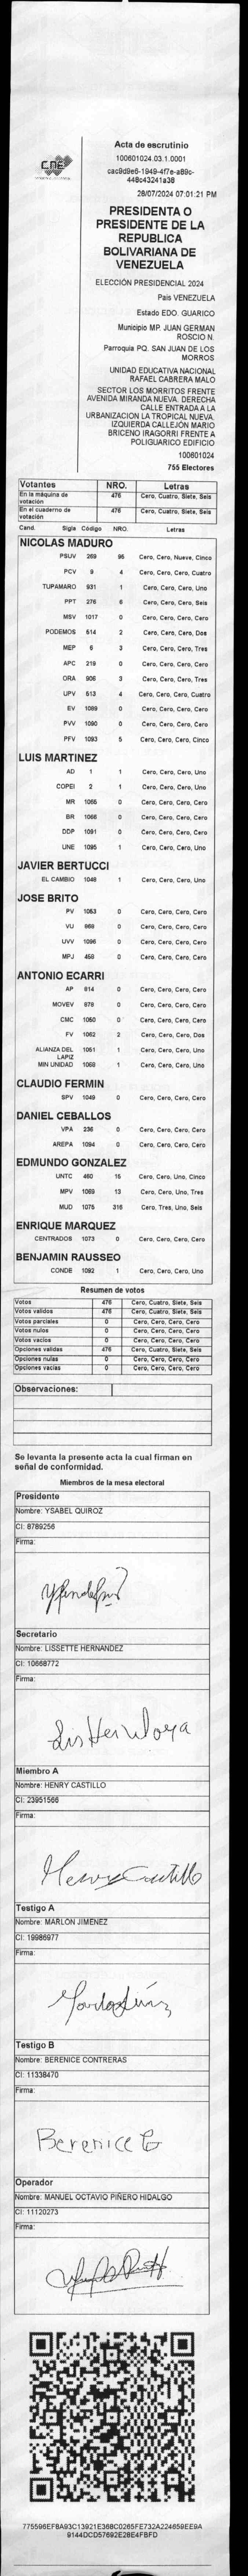 CNE
Acta de escrutinio
100601024.03.1.0001
cac9d9e6-1949-4f7e-a89c-
448c43241a38
28/07/2024 07:01:21 PM
PRESIDENTA O
PRESIDENTE DE LA
REPUBLICA
BOLIVARIANA DE
VENEZUELA
ELECCIÓN PRESIDENCIAL 2024
Pais VENEZUELA
Estado EDO. GUARICO
Municipio MP. JUAN GERMAN
ROSCIO N.
Parroquia PQ. SAN JUAN DE LOS
MORROS
UNIDAD EDUCATIVA NACIONAL
RAFAEL CABRERA MALO
SECTOR LOS MORRITOS FRENTE
AVENIDA MIRANDA NUEVA. DERECHA
CALLE ENTRADA A LA
URBANIZACION LA TROPICAL NUEVA.
IZQUIERDA CALLEJÓN MARIO
BRICENO IRAGORRI FRENTE A
POLIGUARICO EDIFICIO
100601024
755 Electores
Votantes NRO. Letras
En la máquina de votación 476 Cero, Cuatro, Siete, Seis
En el cuaderno de votación 476 Cero, Cuatro, Siete, Seis
Cand. Sigla Código NRO. Letras
NICOLAS MADURO
PSUV 269 95 Cero, Cero, Nueve, Cinco
PCV 9 4 Cero, Cero, Cero, Cuatro
TUPAMARO 931 1 Cero, Cero, Cero, Uno
PPT 276 6 Cero, Cero, Cero, Seis
MSV 1017 0 Cero, Cero, Cero, Cero
PODEMOS 514 2 Cero, Cero, Cero, Dos
MEP 6 3 Cero, Cero, Cero, Tres
APC 219 0 Cero, Cero, Cero, Cero
ORA 906 3 Cero, Cero, Cero, Tres
UPV 513 4 Cero, Cero, Cero, Cuatro
EV 1089 0 Cero, Cero, Cero, Cero
PVV 1090 0 Cero, Cero, Cero, Cero
PFV 1093 5 Cero, Cero, Cero, Cinco
LUIS MARTINEZ
AD 1 1 Cero, Cero, Cero, Uno
COPEI 2 1 Cero, Cero, Cero, Uno
MR 1065 0 Cero, Cero, Cero, Cero
BR 1066 0 Cero, Cero, Cero, Cero
DDP 1091 0 Cero, Cero, Cero, Cero
UNE 1095 1 Cero, Cero, Cero, Uno
JAVIER BERTUCCI
EL CAMBIO 1048 1 Cero, Cero, Cero, Uno
JOSE BRITO
PV 1053 0 Cero, Cero, Cero, Cero
VU 868 0 Cero, Cero, Cero, Cero
UVV 1096 0 Cero, Cero, Cero, Cero
MPJ 458 0 Cero, Cero, Cero, Cero
ANTONIO ECARRI
AP 814 0 Cero, Cero, Cero, Cero
MOVEV 879 0 Cero, Cero, Cero, Cero
CMC 1050 0 Cero, Cero, Cero, Cero
FV 1062 2 Cero, Cero, Cero, Dos
ALIANZA DEL LAPIZ 1051 1 Cero, Cero, Cero, Uno
MIN UNIDAD 1058 1 Cero, Cero, Cero, Uno
CLAUDIO FERMIN
SPV 1049 0 Cero, Cero, Cero, Cero
DANIEL CEBALLOS
VPA 236 0 Cero, Cero, Cero, Cero
AREPA 1094 0 Cero, Cero, Cero, Cero
EDMUNDO GONZALEZ
UNTC 460 15 Cero, Cero, Uno, Cinco
MPV 1069 13 Cero, Cero, Uno, Tres
MUD 1075 316 Cero, Tres, Uno, Seis
ENRIQUE MARQUEZ
CENTRADOS 1073 0 Cero, Cero, Cero, Cero
BENJAMIN RAUSSEO
CONDE 1092 1 Cero, Cero, Cero, Uno
Resumen de votos
Votos 476 Cero, Cuatro, Siete, Seis
Votos validos 476 Cero, Cuatro, Siete, Seis
Votos parciales 0 Cero, Cero, Cero, Cero
Votos nulos 0 Cero, Cero, Cero, Cero
Votos vacios 0 Cero, Cero, Cero, Cero
Opciones validas 476 Cero, Cuatro, Siete, Seis
Opciones nulas 0 Cero, Cero, Cero, Cero
Opciones vacias 0 Cero, Cero, Cero, Cero
Observaciones:
Se levanta la presente acta la cual firman en
señal de conformidad.
Miembros de la mesa electoral
Presidente
Nombre: YSABEL QUIROZ
CI: 8789256
Firma:
Secretario
Nombre: LISSETTE HERNANDEZ
CI: 10668772
Firma:
Miembro A
Nombre: HENRY CASTILLO
CI: 23951566
Firma:
Henry Castillo
Testigo A
Nombre: MARLON JIMENEZ
CI: 19986977
Firma:
Testigo B
Nombre: BERENICE CONTRERAS
CI: 11338470
Firma:
Berenice C
Operador
Nombre: MANUEL OCTAVIO PIÑERO HIDALGO
CI: 11120273
Firma:
775596EF8A93C13921E368C0265FE732A224659EE9A
9144DCD57692E28E4FBFD